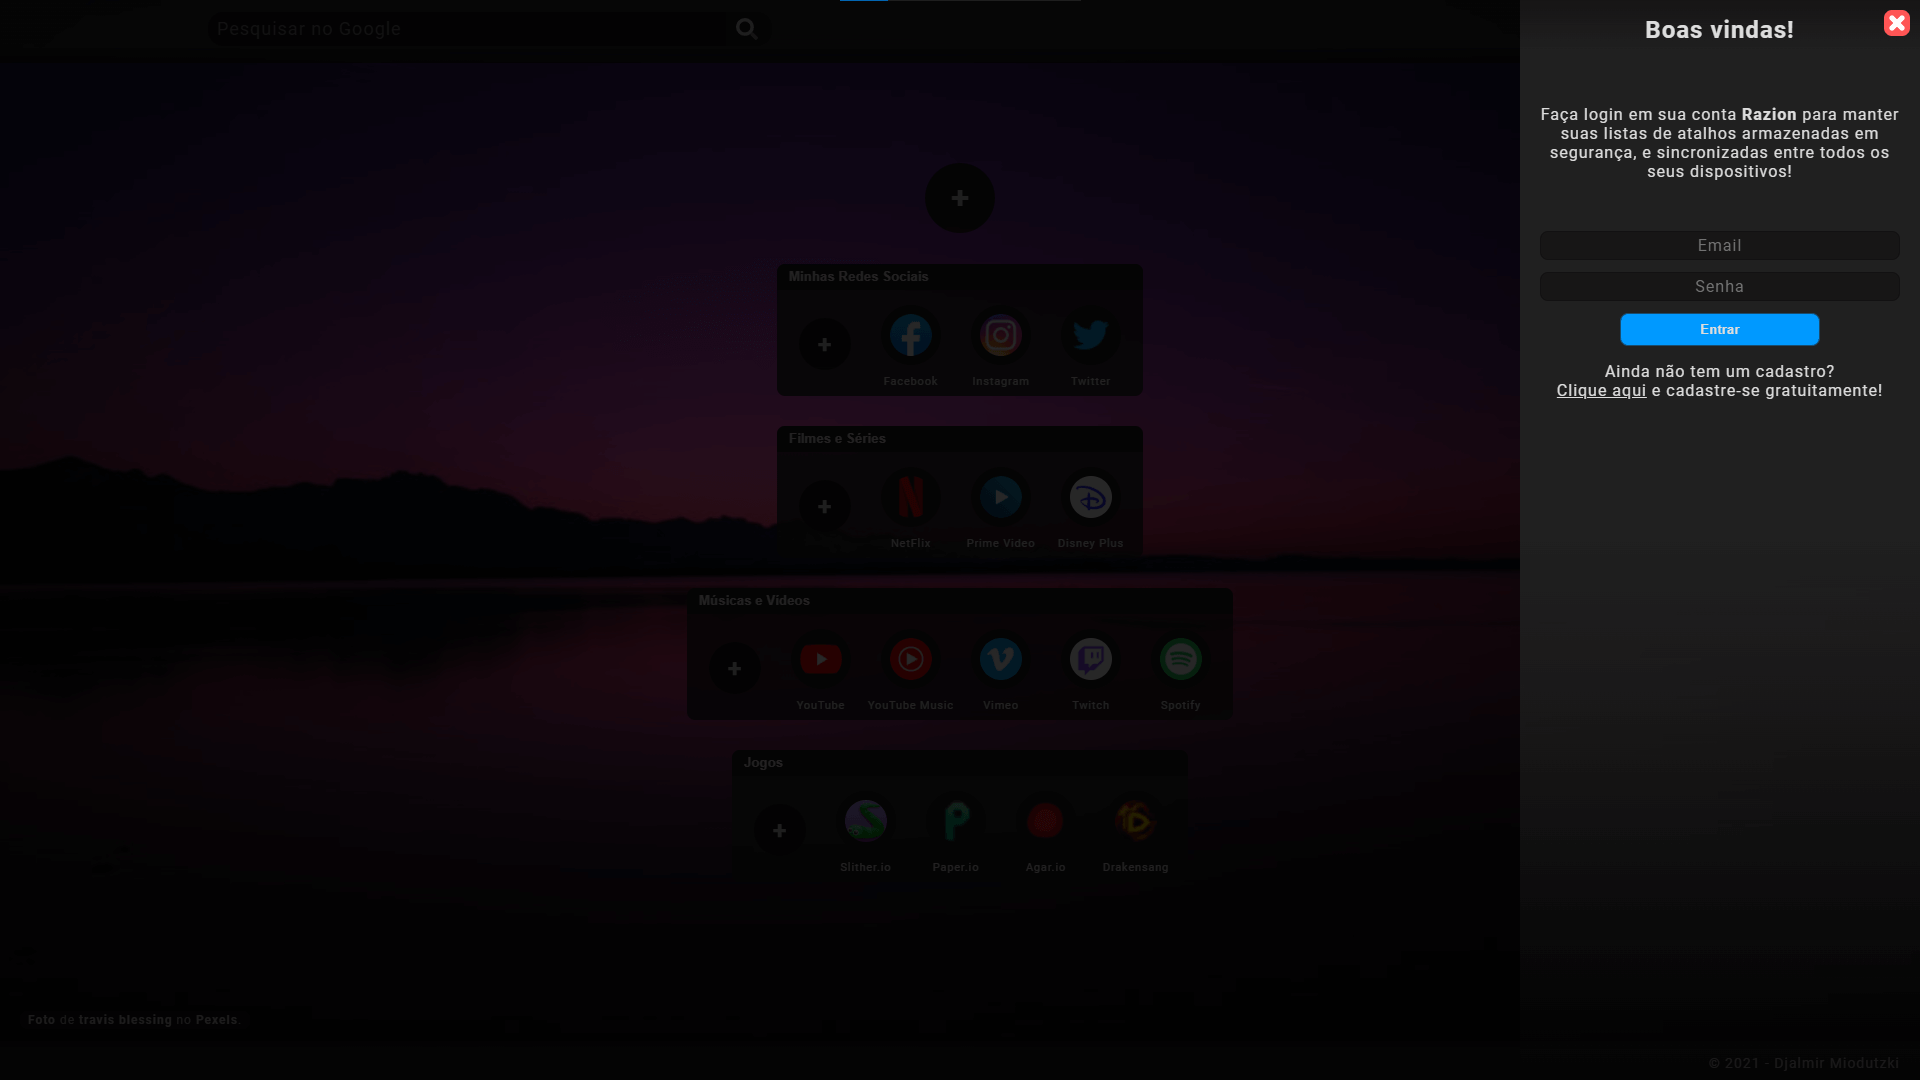 Pesquisar no Google
Boas vindas!
Faça login em sua conta Razion para manter
suas listas de atalhos armazenadas em
segurança, e sincronizadas entre todos os
seus dispositivos!
Email
Senha
Entrar
Ainda não tem um cadastro?
Clique aqui e cadastre-se gratuitamente!
Minhas Redes Sociais
Facebook
Instagram
Twitter
Filmes e Séries
NetFlix
Prime Video
Disney Plus
Músicas e Videos
YouTube
YouTube Music
Vimeo
Twitch
Spotify
Jogos
Slither.io
Paper.io
Agar.io
Drakensang
Foto de travis blessing no Pexels.
© 2021 - Djalmir Miodutzki